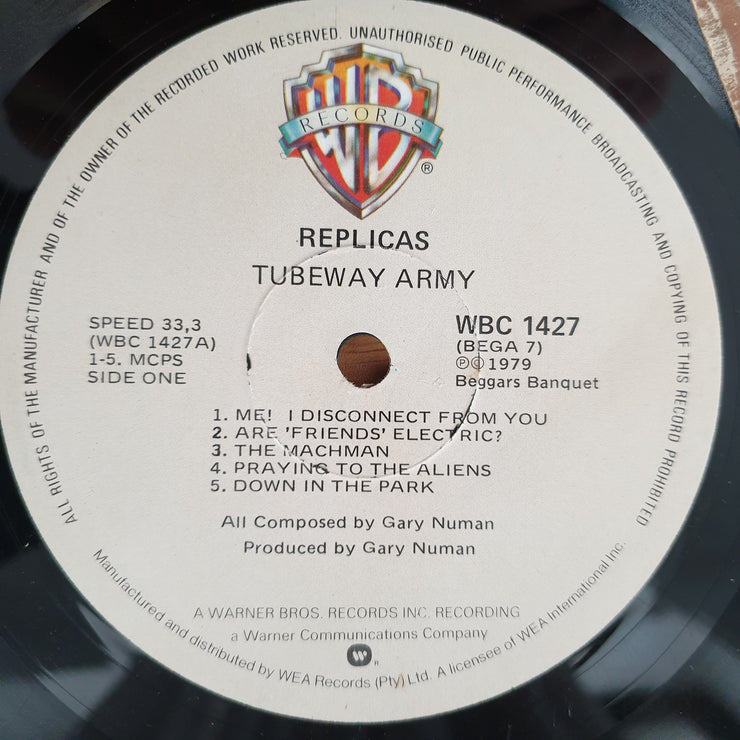 ALL RIGHTS OF THE MANUFACTURER AND OF THE OWNER OF THE RECORDED WORK RESERVED. UNAUTHORISED PUBLIC PERFORMANCE BROADCASTING AND COPYING OF THIS RECORD PROHIBITED
WB
RECORDS
®
REPLICAS
TUBEWAY ARMY
SPEED 33,3
(WBC 1427A)
1-5. MCPS
SIDE ONE
WBC 1427
(BEGA 7)
℗© 1979
Beggars Banquet
1. ME! I DISCONNECT FROM YOU
2. ARE 'FRIENDS' ELECTRIC?
3. THE MACHMAN
4. PRAYING TO THE ALIENS
5. DOWN IN THE PARK
All Composed by Gary Numan
Produced by Gary Numan
A WARNER BROS. RECORDS INC. RECORDING
a Warner Communications Company
Manufactured and distributed by WEA Records (Pty) Ltd. A licensee of WEA International Inc.